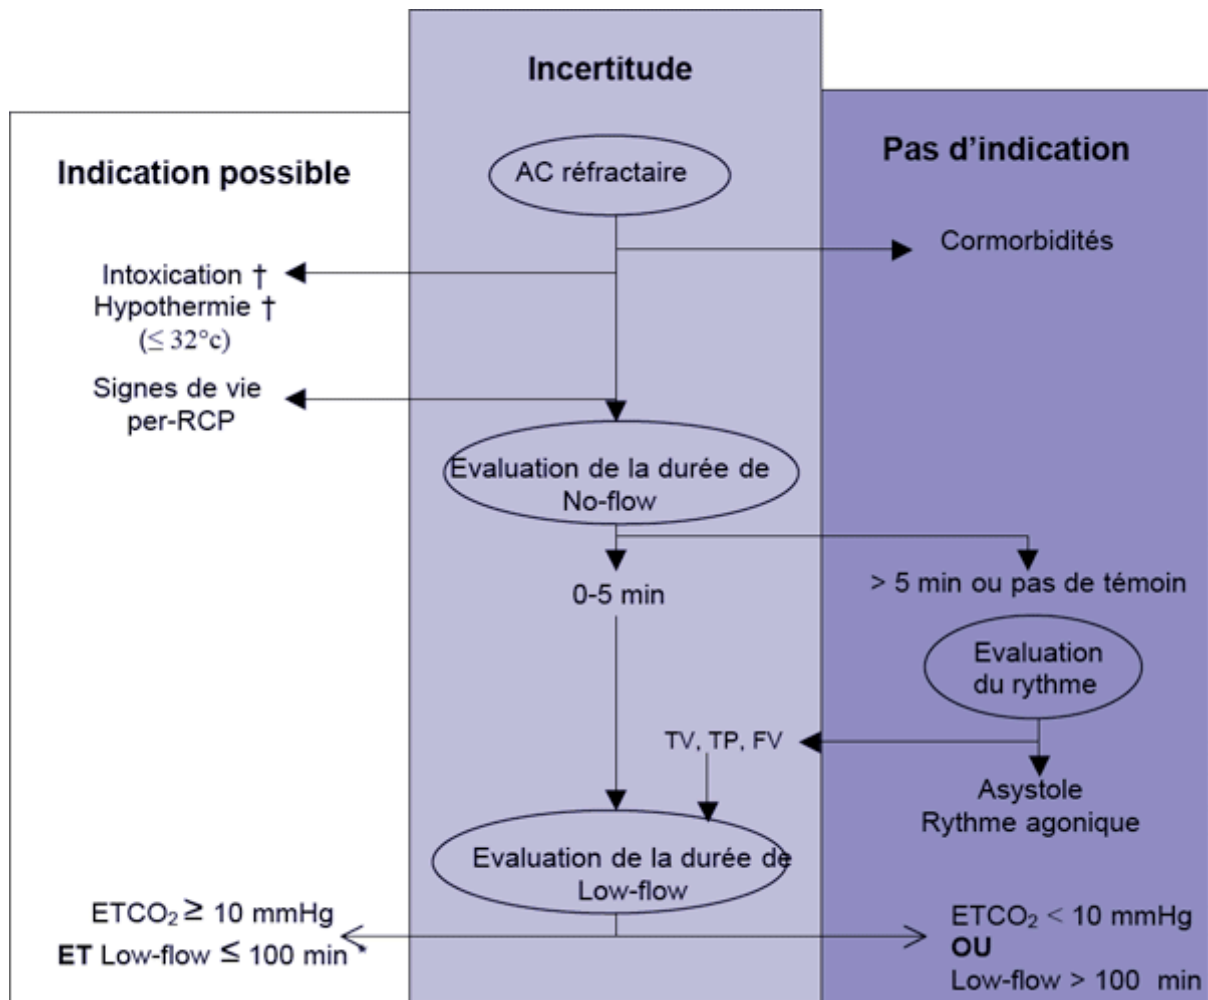 Incertitude
Indication possible
Pas d’indication
AC réfractaire
Cormorbidités
Intoxication †
Hypothermie †
(≤ 32°c)
Signes de vie
per-RCP
Evaluation de la durée de
No-flow
0-5 min
> 5 min ou pas de témoin
Evaluation
du rythme
TV, TP, FV
Asystole
Rythme agonique
Evaluation de la durée de
Low-flow
ETCO₂ ≥ 10 mmHg
ET Low-flow ≤ 100 min *
ETCO₂ < 10 mmHg
OU
Low-flow > 100 min